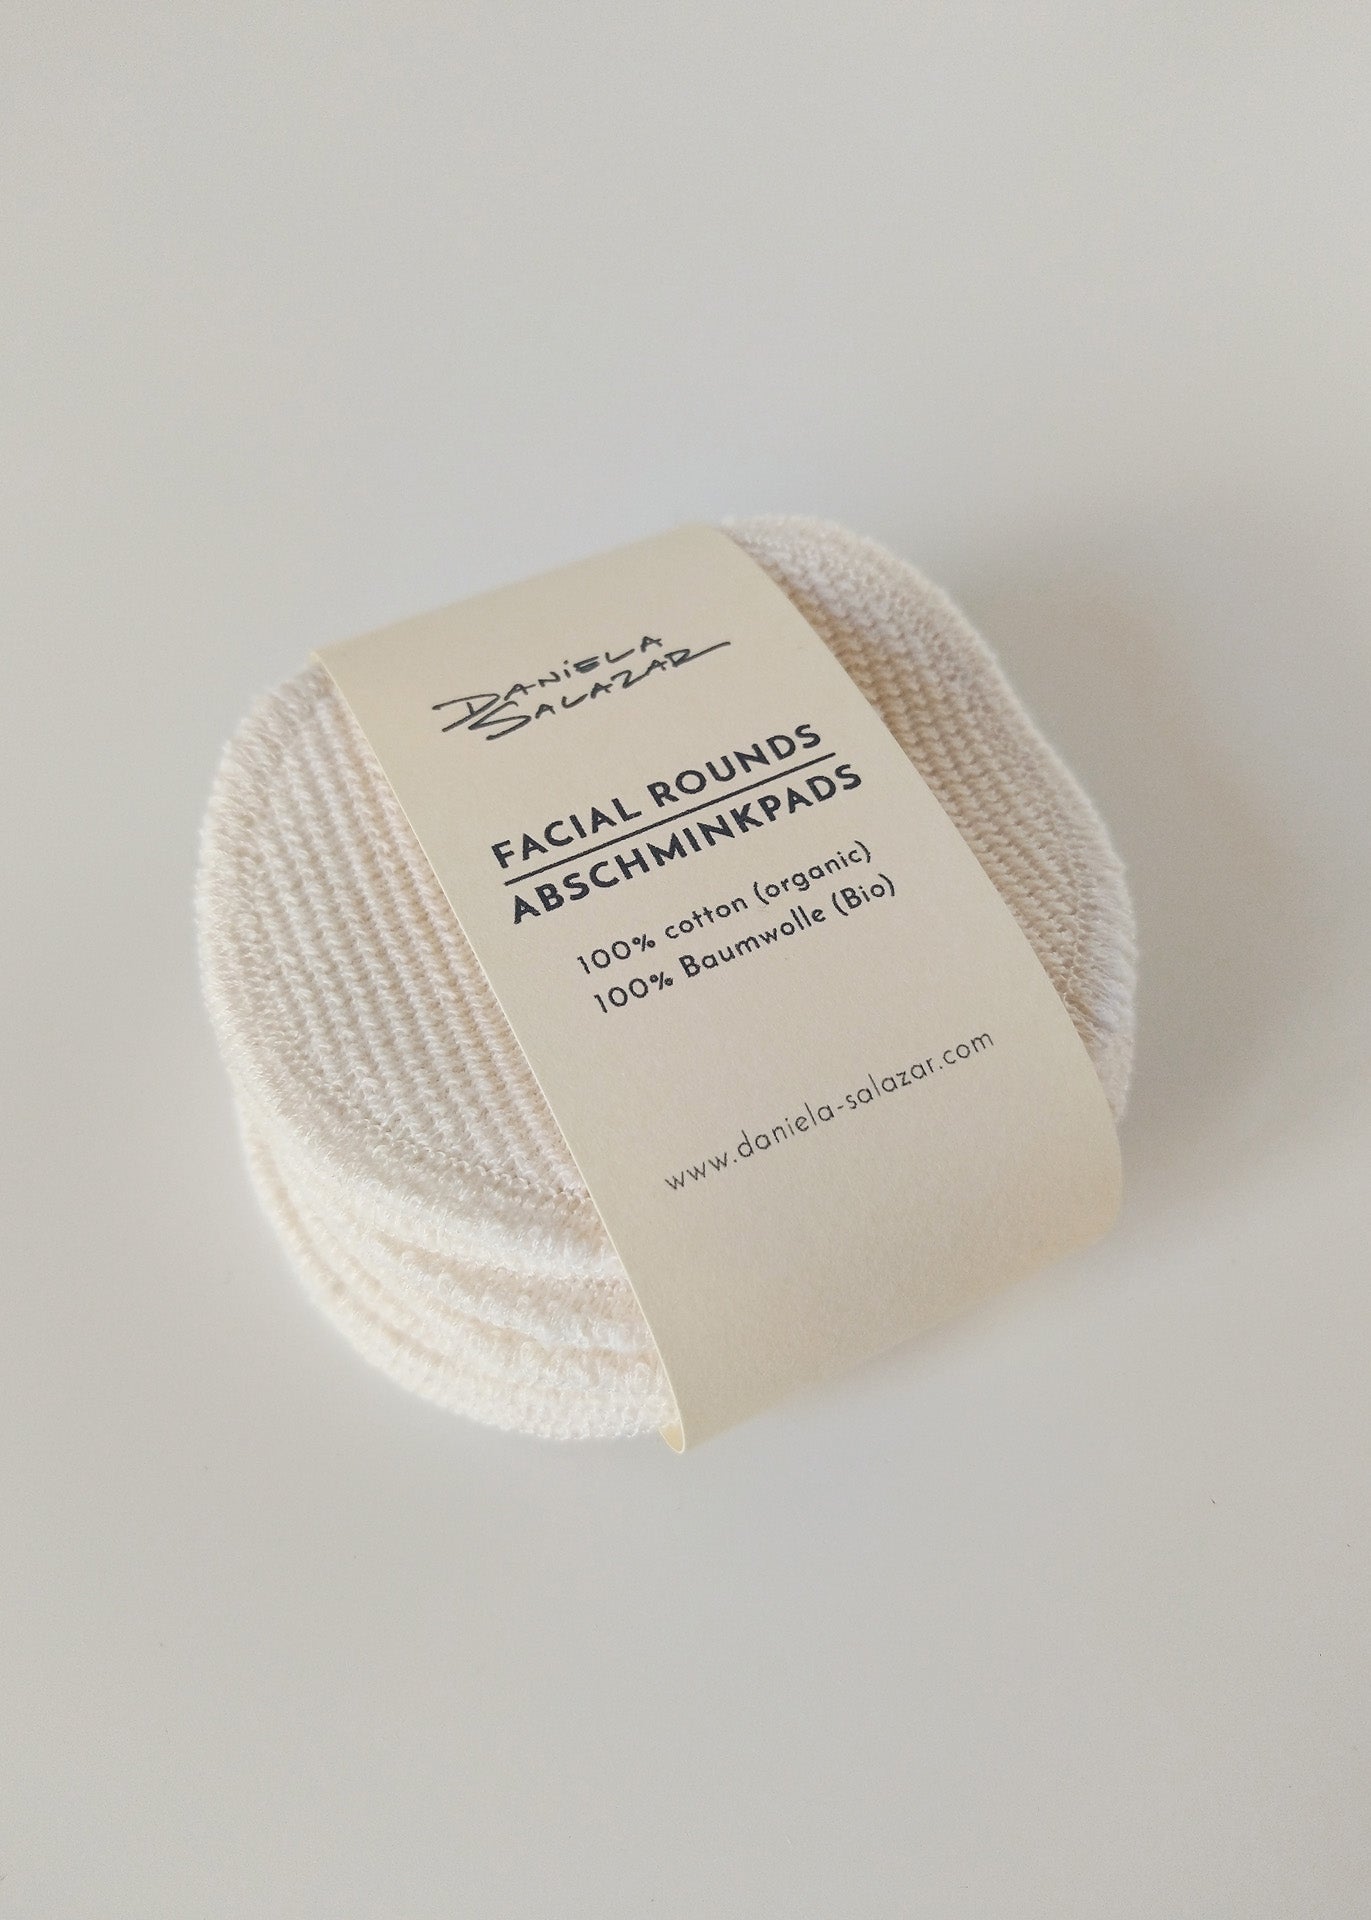 DANiELA
SALAZAR
FACIAL ROUNDS
ABSCHMINKPADS
100% cotton (organic)
100% Baumwolle (Bio)
www.daniela-salazar.com